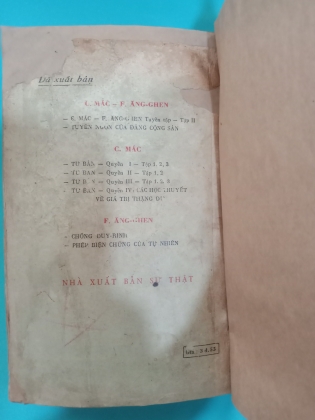 Đã xuất bản
C. MÁC – F. ĂNG-GHEN
– C. MÁC – F. ĂNG-GHEN Tuyển tập – Tập II
– TUYÊN NGÔN CỦA ĐẢNG CỘNG SẢN
C. MÁC
– TƯ BẢN – Quyển I – Tập 1, 2, 3
– TƯ BẢN – Quyển II – Tập 1, 2
– TƯ B N – Quyển III – Tập 1, 2, 3
– TƯ BẢN – Quyển IV: CÁC HỌC THUYẾT
VỀ GIÁ TRỊ THẶNG DƯ
F. ĂNG-GHEN
– CHỐNG ĐUY-RINH
– PHÉP BIỆN CHỨNG CỦA TỰ NHIÊN
NHÀ XUẤT BẢN SỰ THẬT